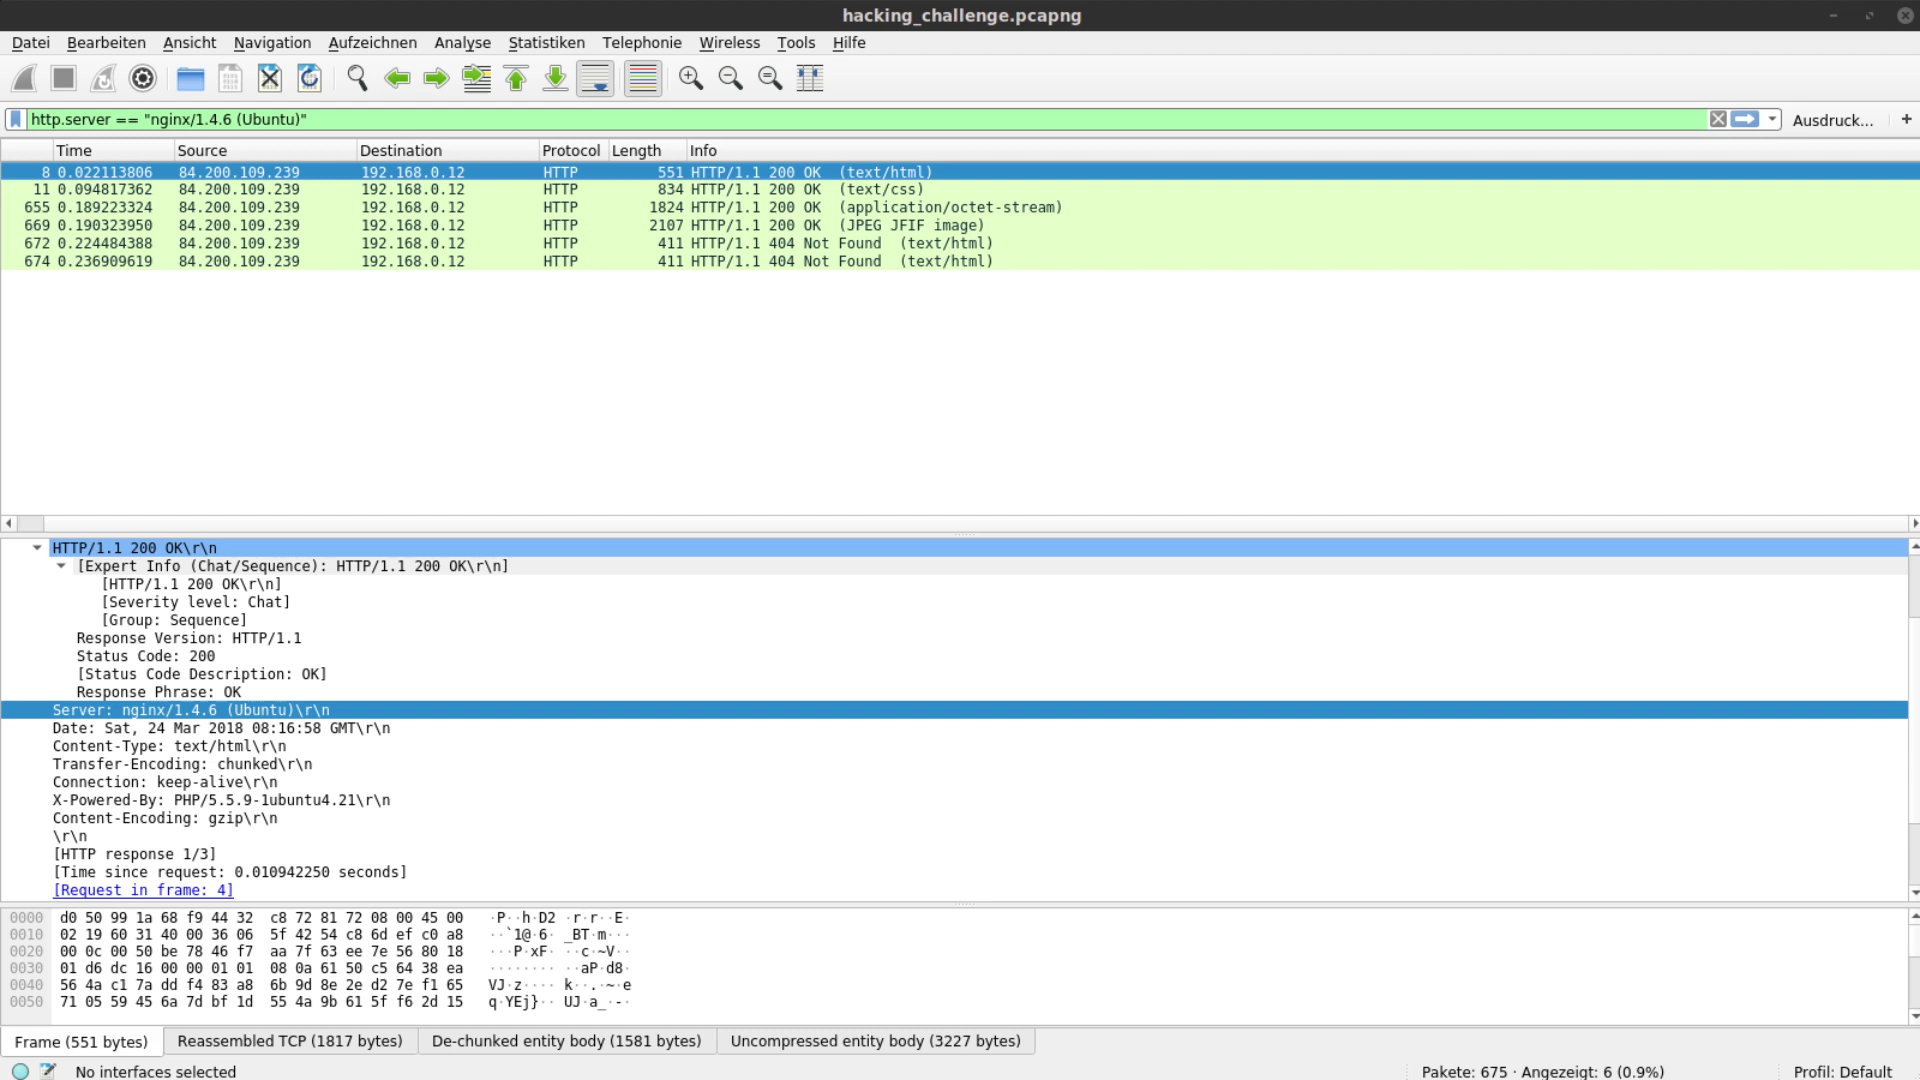 hacking_challenge.pcapng
Datei Bearbeiten Ansicht Navigation Aufzeichnen Analyse Statistiken Telephonie Wireless Tools Hilfe
http.server == "nginx/1.4.6 (Ubuntu)" Ausdruck... +
Time Source Destination Protocol Length Info
8 0.022113806 84.200.109.239 192.168.0.12 HTTP 551 HTTP/1.1 200 OK (text/html)
11 0.094817362 84.200.109.239 192.168.0.12 HTTP 834 HTTP/1.1 200 OK (text/css)
655 0.189223324 84.200.109.239 192.168.0.12 HTTP 1824 HTTP/1.1 200 OK (application/octet-stream)
669 0.190323950 84.200.109.239 192.168.0.12 HTTP 2107 HTTP/1.1 200 OK (JPEG JFIF image)
672 0.224484388 84.200.109.239 192.168.0.12 HTTP 411 HTTP/1.1 404 Not Found (text/html)
674 0.236909619 84.200.109.239 192.168.0.12 HTTP 411 HTTP/1.1 404 Not Found (text/html)
HTTP/1.1 200 OK\r\n
[Expert Info (Chat/Sequence): HTTP/1.1 200 OK\r\n]
[HTTP/1.1 200 OK\r\n]
[Severity level: Chat]
[Group: Sequence]
Response Version: HTTP/1.1
Status Code: 200
[Status Code Description: OK]
Response Phrase: OK
Server: nginx/1.4.6 (Ubuntu)\r\n
Date: Sat, 24 Mar 2018 08:16:58 GMT\r\n
Content-Type: text/html\r\n
Transfer-Encoding: chunked\r\n
Connection: keep-alive\r\n
X-Powered-By: PHP/5.5.9-1ubuntu4.21\r\n
Content-Encoding: gzip\r\n
\r\n
[HTTP response 1/3]
[Time since request: 0.010942250 seconds]
[Request in frame: 4]
0000 d0 50 99 1a 68 f9 44 32 c8 72 81 72 08 00 45 00 ·P··h·D2 ·r·r··E·
0010 02 19 60 31 40 00 36 06 5f 42 54 c8 6d ef c0 a8 ··`1@·6· _BT·m···
0020 00 0c 00 50 be 78 46 f7 aa 7f 63 ee 7e 56 80 18 ···P·xF· ··c·~V··
0030 01 d6 dc 16 00 00 01 01 08 0a 61 50 c5 64 38 ea ········ ··aP·d8·
0040 56 4a c1 7a dd f4 83 a8 6b 9d 8e 2e d2 7e f1 65 VJ·z···· k··.·~·e
0050 71 05 59 45 6a 7d bf 1d 55 4a 9b 61 5f f6 2d 15 q·YEj}·· UJ·a_·-·
Frame (551 bytes) Reassembled TCP (1817 bytes) De-chunked entity body (1581 bytes) Uncompressed entity body (3227 bytes)
No interfaces selected Pakete: 675 · Angezeigt: 6 (0.9%) Profil: Default